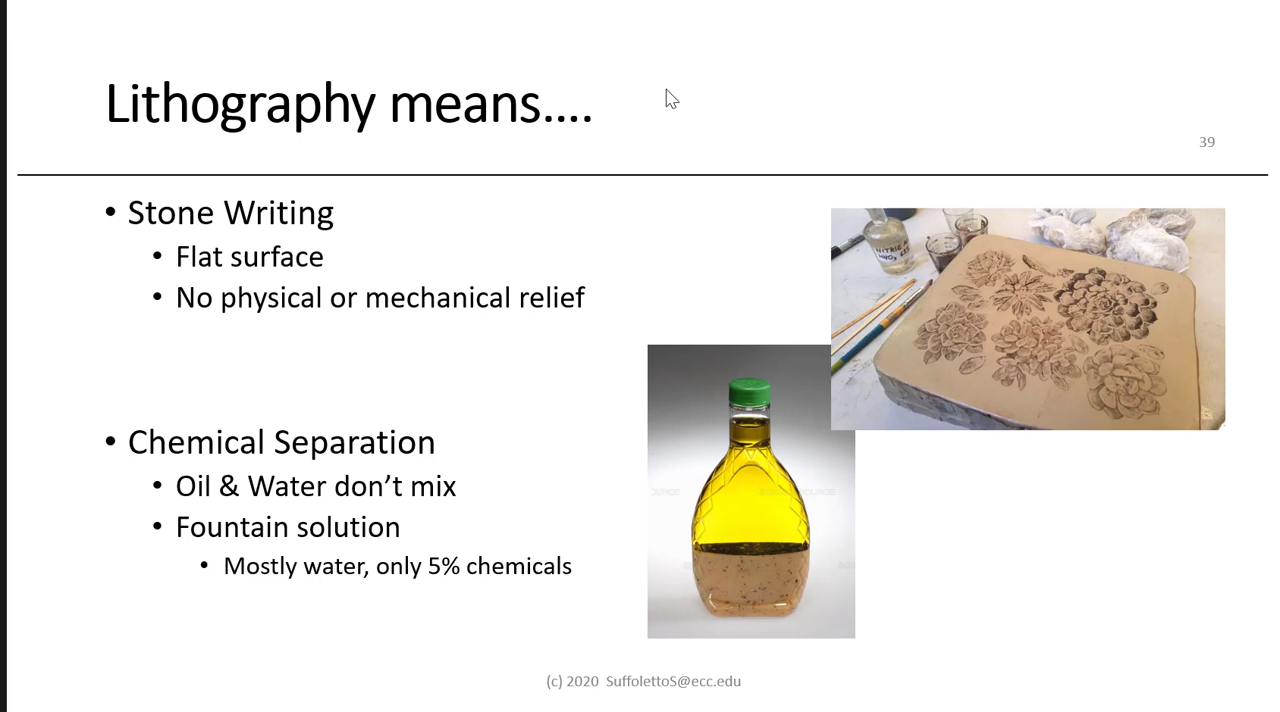 Lithography means....
39
• Stone Writing
• Flat surface
• No physical or mechanical relief
• Chemical Separation
• Oil & Water don’t mix
• Fountain solution
• Mostly water, only 5% chemicals
(c) 2020 SuffolettoS@ecc.edu